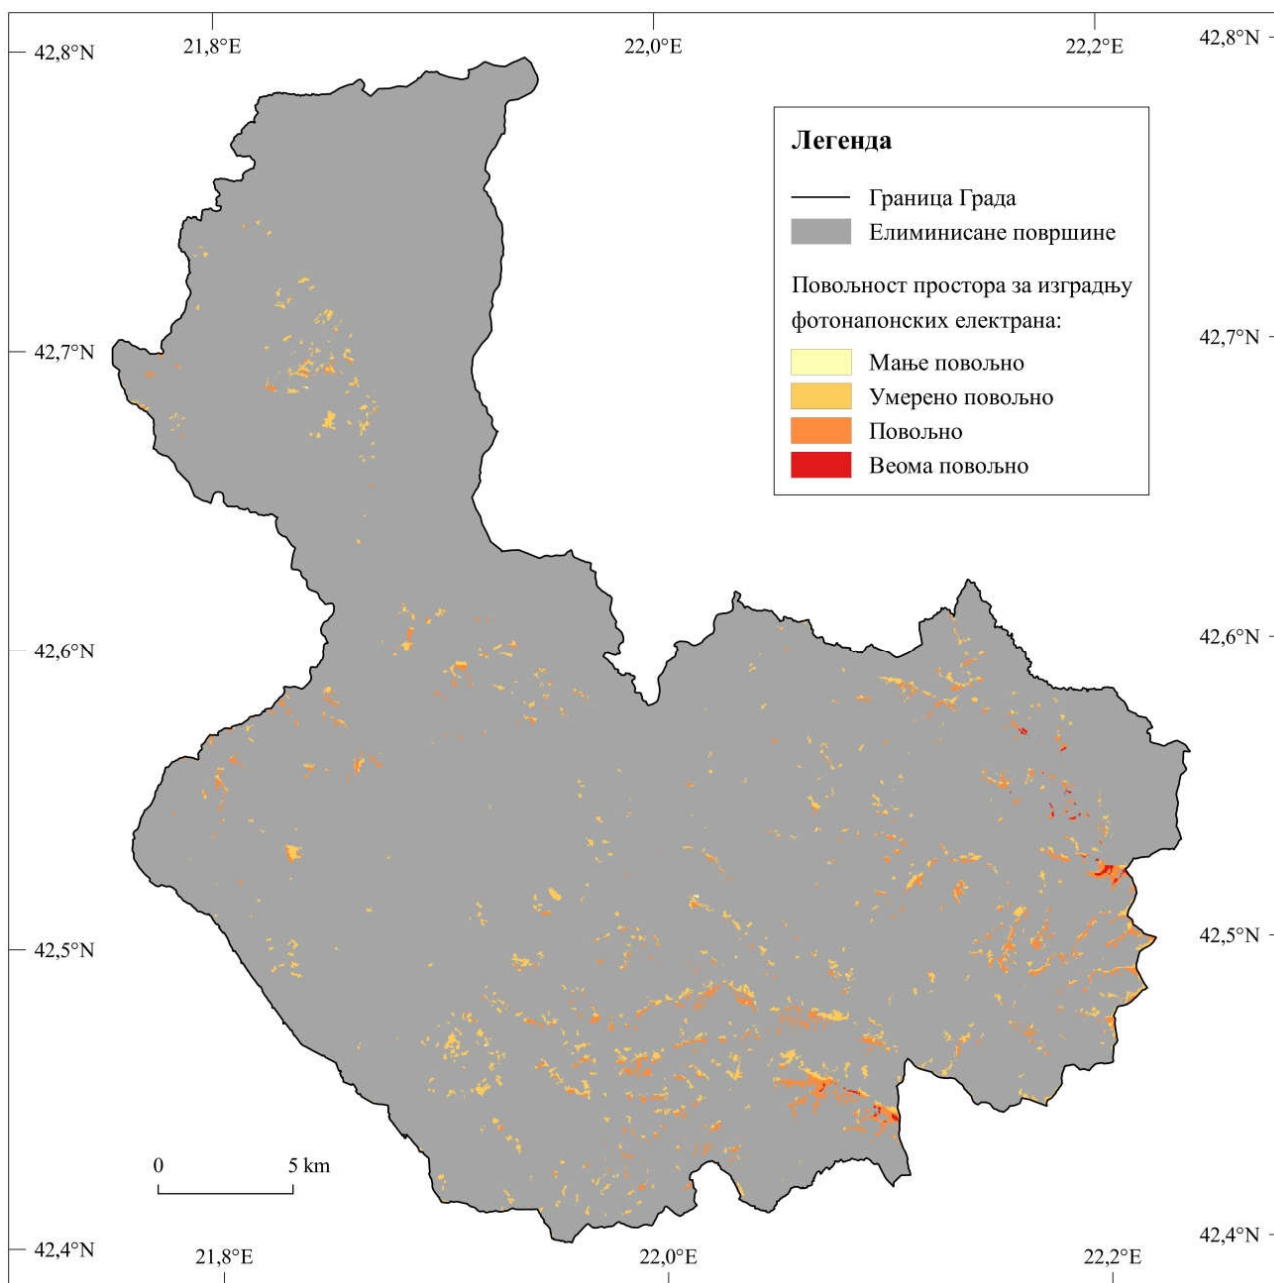 21,8°E
22,0°E
22,2°E
42,8°N
42,8°N
Легенда
Граница Града
Елиминисане површине
Повољност простора за изградњу
фотонапонских електрана:
Мање повољно
Умерено повољно
Повољно
Веома повољно
42,7°N
42,7°N
42,6°N
42,6°N
42,5°N
42,5°N
0
5 km
42,4°N
42,4°N
21,8°E
22,0°E
22,2°E